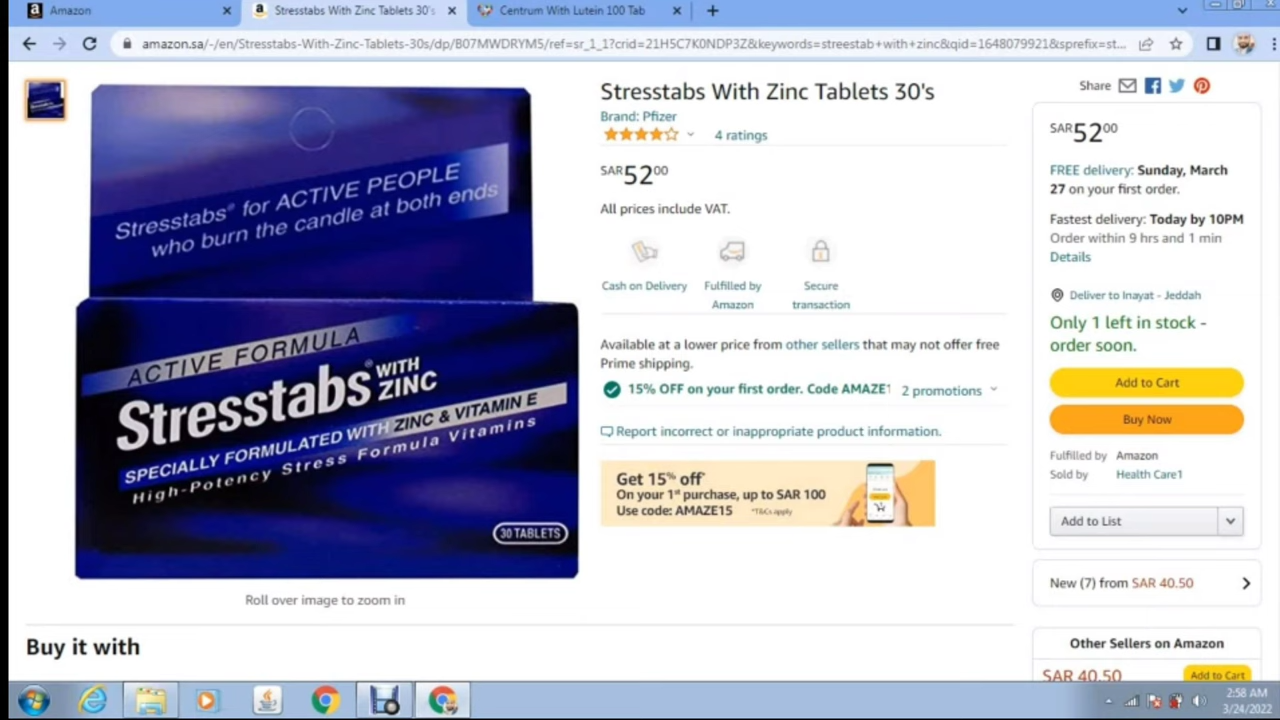 Amazon
Stresstabs With Zinc Tablets 30's
Centrum With Lutein 100 Tab
amazon.sa/-/en/Stresstabs-With-Zinc-Tablets-30s/dp/B07MWDRYM5/ref=sr_1_1?crid=21H5C7K0NDP3Z&keywords=streestab+with+zinc&qid=1648079921&sprefix=st...
Stresstabs® for ACTIVE PEOPLE
who burn the candle at both ends
ACTIVE FORMULA
Stresstabs® WITH ZINC
SPECIALLY FORMULATED WITH ZINC & VITAMIN E
High-Potency Stress Formula Vitamins
30 TABLETS
Roll over image to zoom in
Buy it with
Stresstabs With Zinc Tablets 30's
Brand: Pfizer
4 ratings
SAR 52 00
All prices include VAT.
Cash on Delivery
Fulfilled by
Amazon
Secure
transaction
Available at a lower price from other sellers that may not offer free
Prime shipping.
15% OFF on your first order. Code AMAZE1 2 promotions
Report incorrect or inappropriate product information.
Get 15% off*
On your 1st purchase, up to SAR 100
Use code: AMAZE15 *T&Cs apply
Share
SAR 52 00
FREE delivery: Sunday, March
27 on your first order.
Fastest delivery: Today by 10PM
Order within 9 hrs and 1 min
Details
Deliver to Inayat - Jeddah
Only 1 left in stock -
order soon.
Add to Cart
Buy Now
Fulfilled by Amazon
Sold by Health Care1
Add to List
New (7) from SAR 40.50
Other Sellers on Amazon
SAR 40.50 Add to Cart
2:58 AM
3/24/2022